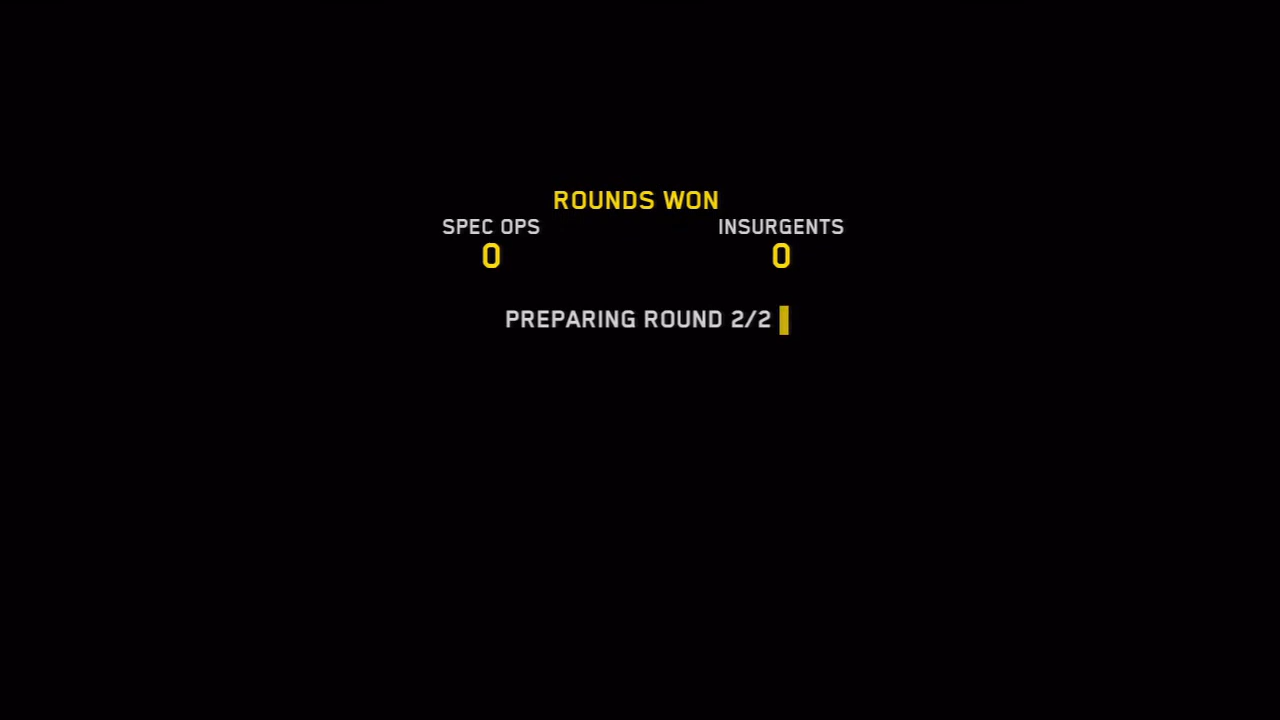 ROUNDS WON
SPEC OPS INSURGENTS
0 0
PREPARING ROUND 2/2